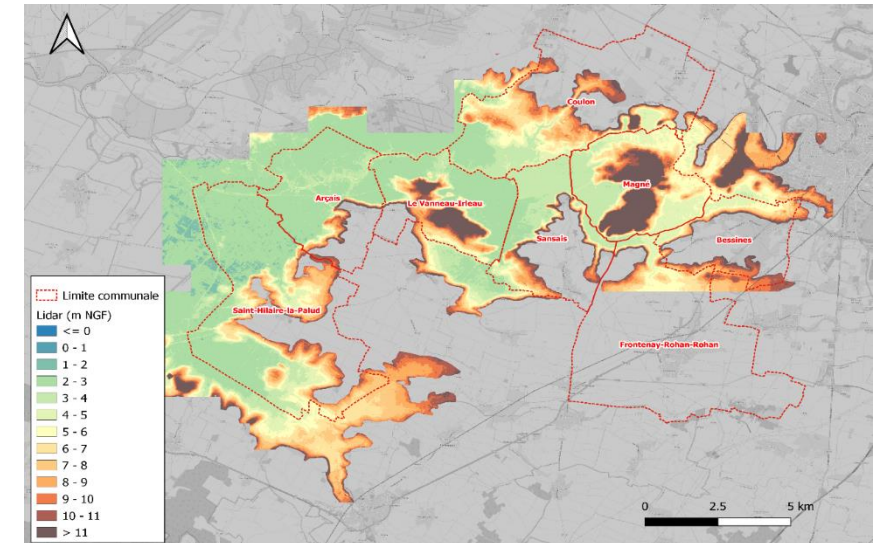 Coulon
Magné
Arçais
Le Vanneau-Irleau
Sansais
Bessines
Saint-Hilaire-la-Palud
Frontenay-Rohan-Rohan
Limite communale
Lidar (m NGF)
<= 0
0 - 1
1 - 2
2 - 3
3 - 4
4 - 5
5 - 6
6 - 7
7 - 8
8 - 9
9 - 10
10 - 11
> 11
0 2.5 5 km